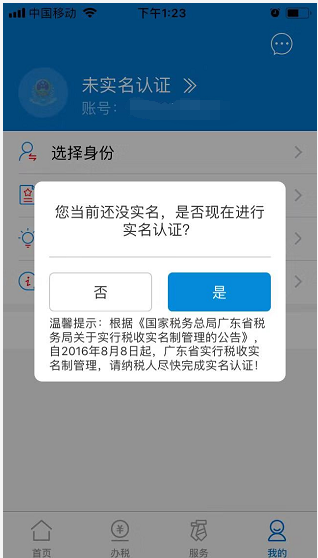 中国移动
下午1:23
未实名认证
账号:
选择身份
您当前还没实名，是否现在进行
实名认证?
否
是
温馨提示：根据《国家税务总局广东省税
务局关于实行税收实名制管理的公告》，
自2016年8月8日起，广东省实行税收实
名制管理，请纳税人尽快完成实名认证！
首页
办税
服务
我的